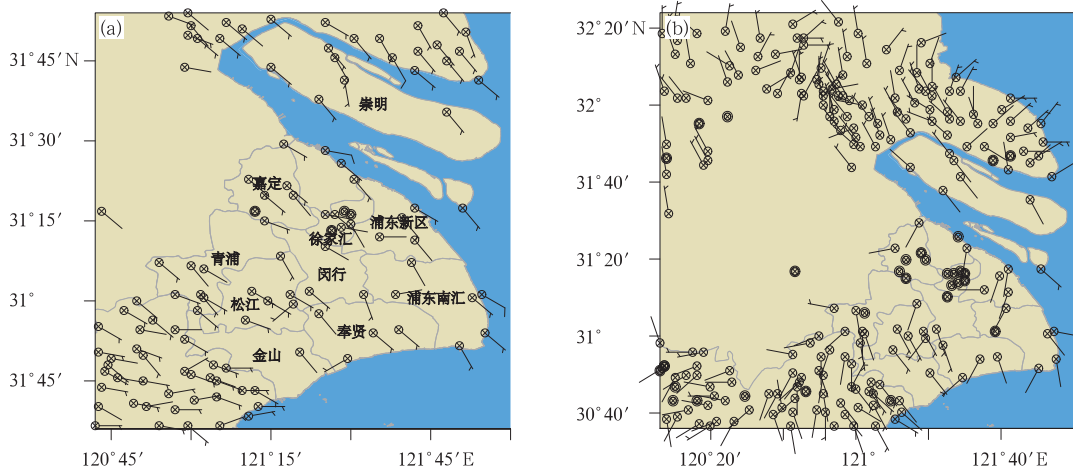 (a)
31°45′ N
31°30′
31°15′
31°
31°45′
120°45′
121°15′
121°45′ E
崇明
嘉定
浦东新区
徐家汇
青浦
闵行
浦东南汇
松江
奉贤
金山
(b)
32°20′ N
32°
31°40′
31°20′
31°
30°40′
120°20′
121°
121°40′ E